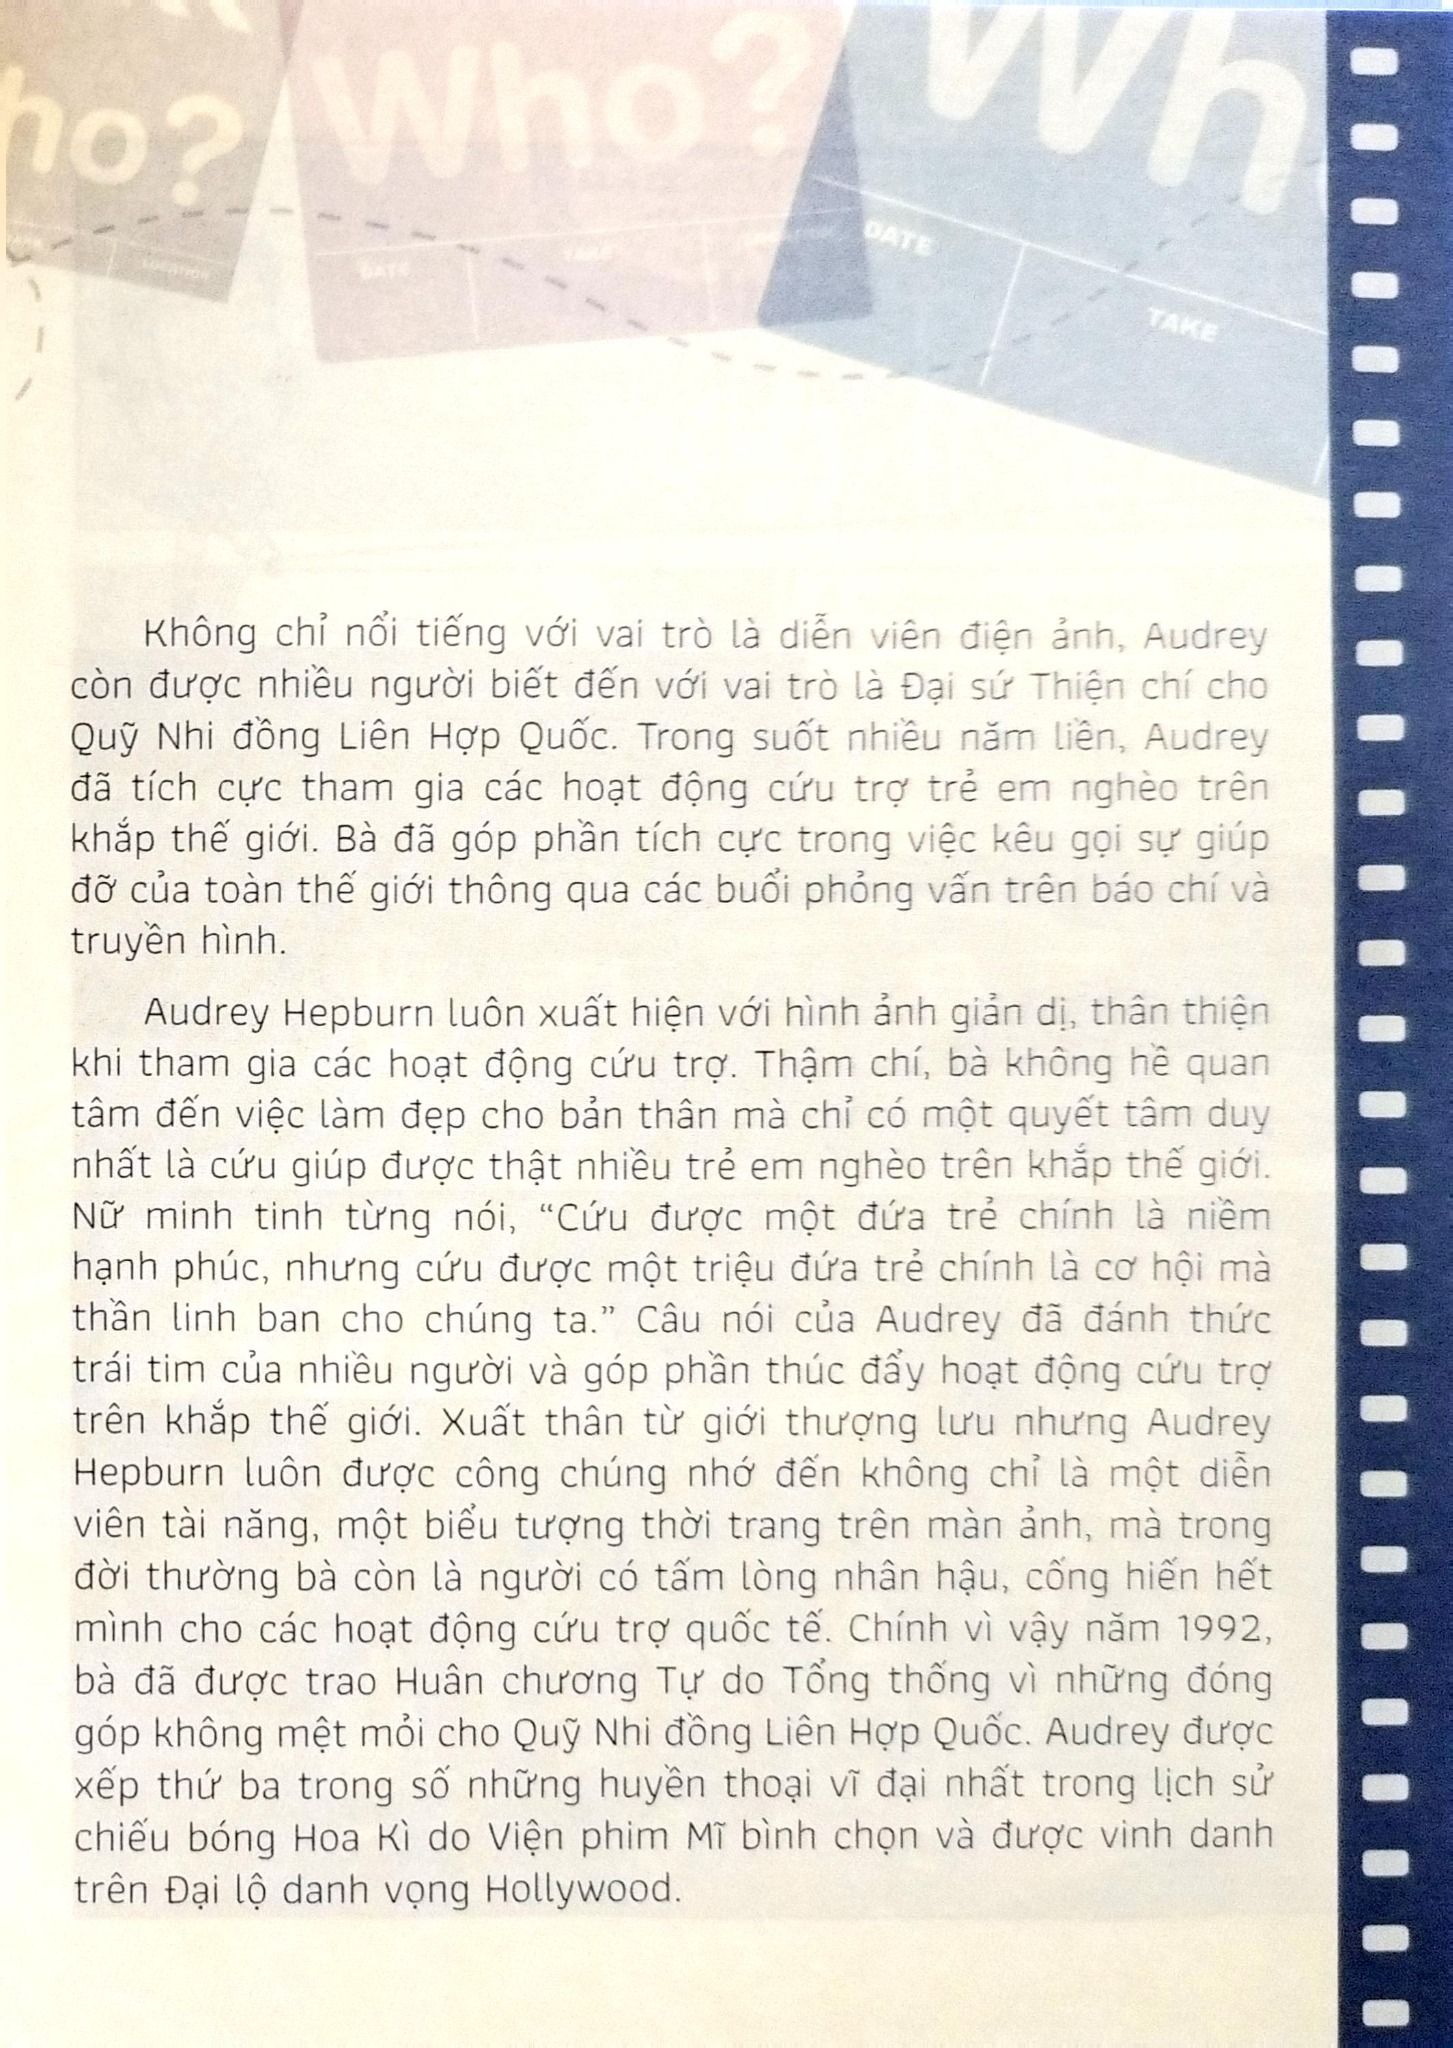 ho?
Who?
Wh
DATE
DATE
TAKE
Không chỉ nổi tiếng với vai trò là diễn viên điện ảnh, Audrey
còn được nhiều người biết đến với vai trò là Đại sứ Thiện chí cho
Quỹ Nhi đồng Liên Hợp Quốc. Trong suốt nhiều năm liền, Audrey
đã tích cực tham gia các hoạt động cứu trợ trẻ em nghèo trên
khắp thế giới. Bà đã góp phần tích cực trong việc kêu gọi sự giúp
đỡ của toàn thế giới thông qua các buổi phỏng vấn trên báo chí và
truyền hình.
Audrey Hepburn luôn xuất hiện với hình ảnh giản dị, thân thiện
khi tham gia các hoạt động cứu trợ. Thậm chí, bà không hề quan
tâm đến việc làm đẹp cho bản thân mà chỉ có một quyết tâm duy
nhất là cứu giúp được thật nhiều trẻ em nghèo trên khắp thế giới.
Nữ minh tinh từng nói, “Cứu được một đứa trẻ chính là niềm
hạnh phúc, nhưng cứu được một triệu đứa trẻ chính là cơ hội mà
thần linh ban cho chúng ta.” Câu nói của Audrey đã đánh thức
trái tim của nhiều người và góp phần thúc đẩy hoạt động cứu trợ
trên khắp thế giới. Xuất thân từ giới thượng lưu nhưng Audrey
Hepburn luôn được công chúng nhớ đến không chỉ là một diễn
viên tài năng, một biểu tượng thời trang trên màn ảnh, mà trong
đời thường bà còn là người có tấm lòng nhân hậu, cống hiến hết
mình cho các hoạt động cứu trợ quốc tế. Chính vì vậy năm 1992,
bà đã được trao Huân chương Tự do Tổng thống vì những đóng
góp không mệt mỏi cho Quỹ Nhi đồng Liên Hợp Quốc. Audrey được
xếp thứ ba trong số những huyền thoại vĩ đại nhất trong lịch sử
chiếu bóng Hoa Kì do Viện phim Mĩ bình chọn và được vinh danh
trên Đại lộ danh vọng Hollywood.